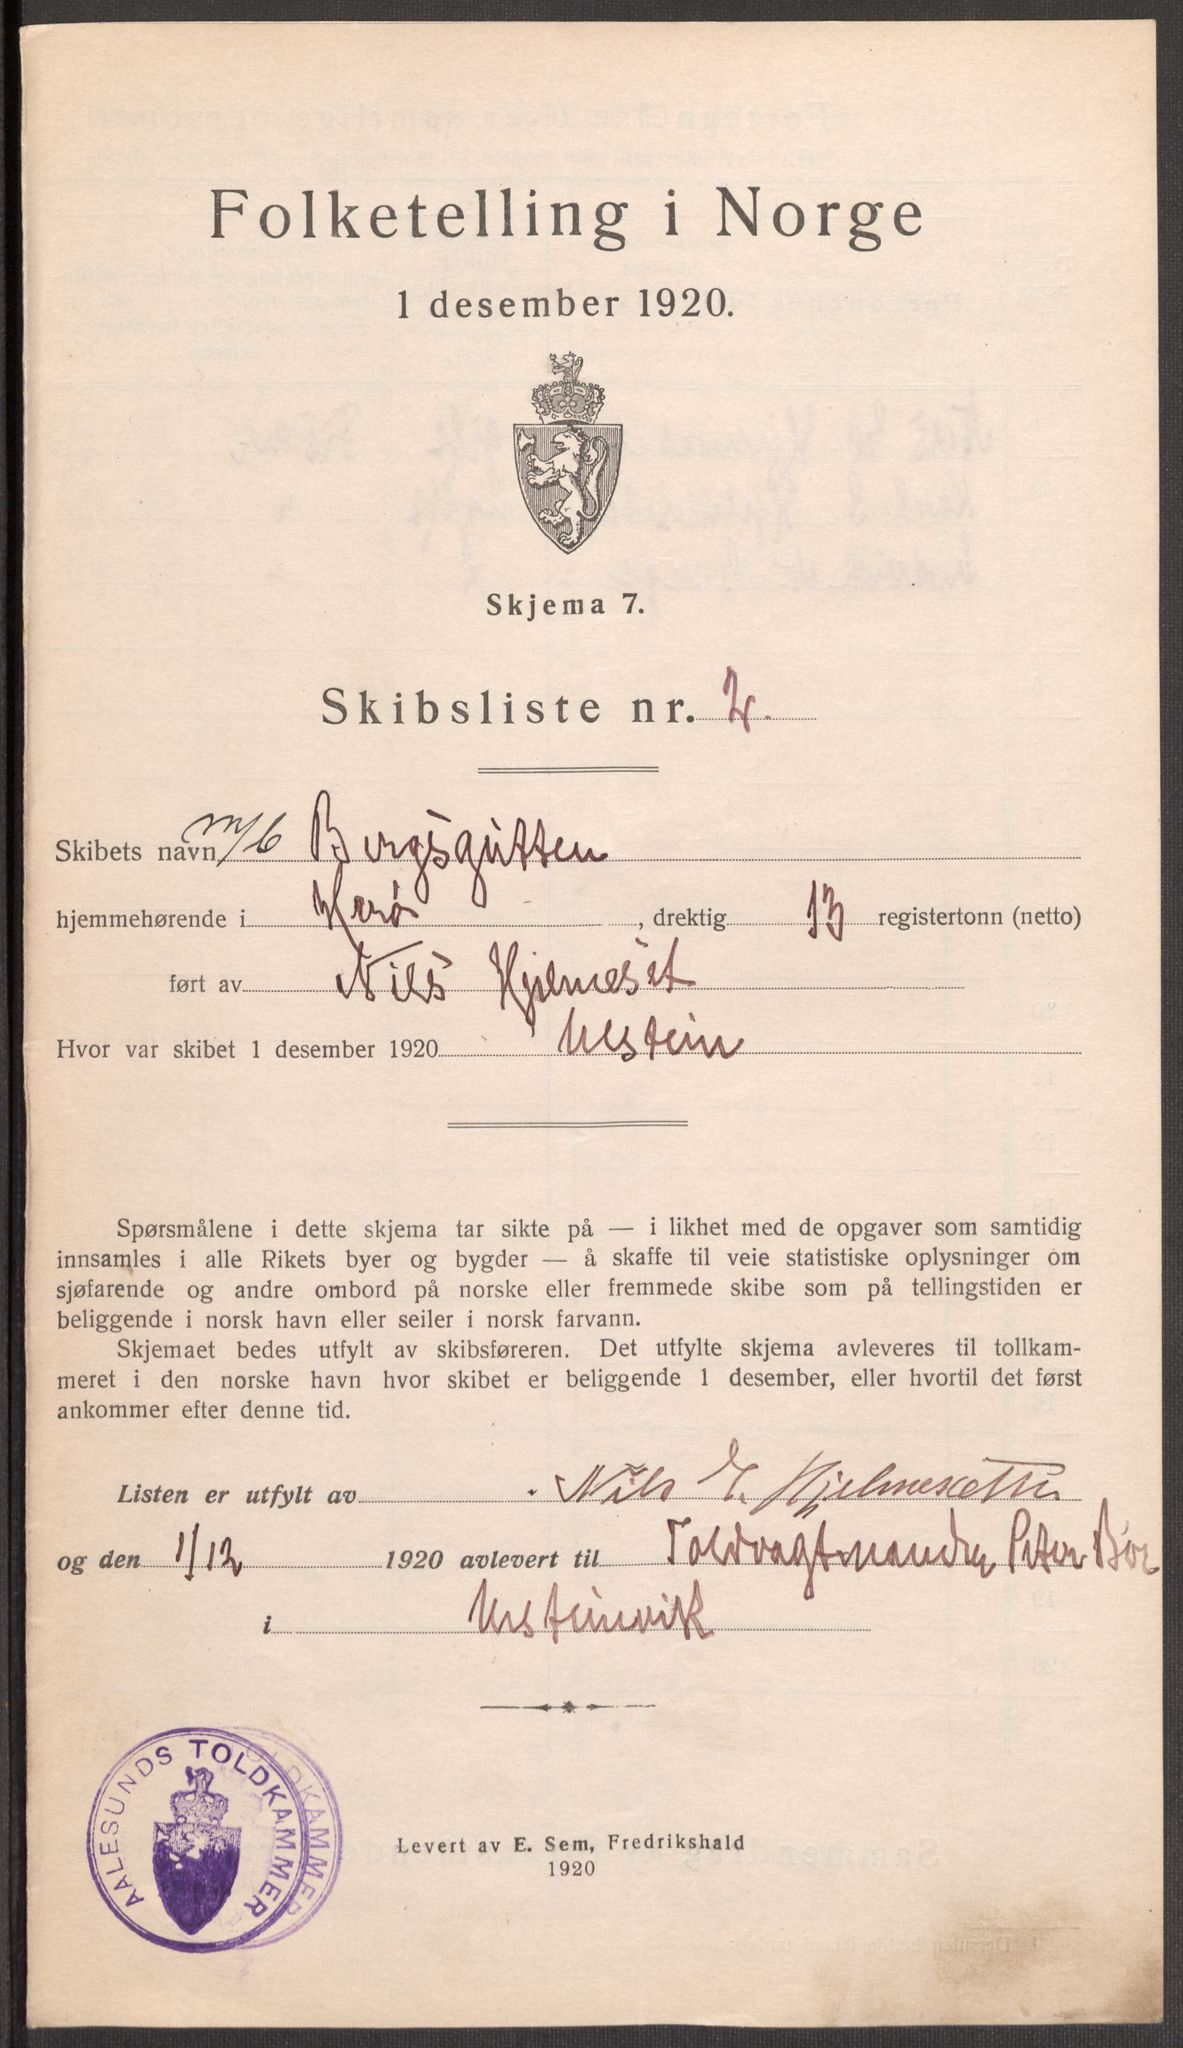 Folketelling i Norge
1 desember 1920.
Skjema 7.
Skibsliste nr. 2.
Skibets navn m/b Bergsgutten
hjemmehørende i Herø, drektig 13 registertonn (netto)
ført av Nils Hjelmeset
Hvor var skibet 1 desember 1920 Ulstein
Spørsmålene i dette skjema tar sikte på — i likhet med de opgaver som samtidig
innsamles i alle Rikets byer og bygder — å skaffe til veie statistiske oplysninger om
sjøfarende og andre ombord på norske eller fremmede skibe som på tellingstiden er
beliggende i norsk havn eller seiler i norsk farvann.
Skjemaet bedes utfylt av skibsføreren. Det utfylte skjema avleveres til tollkam-
meret i den norske havn hvor skibet er beliggende 1 desember, eller hvortil det først
ankommer efter denne tid.
Listen er utfylt av Nils E. Hjelmesæther
og den 1/12 1920 avlevert til Toldvagtmanden Peter Bøe
i Ulsteinvik
AALESUNDS TOLDKAMMER
Levert av E. Sem, Fredrikshald
1920